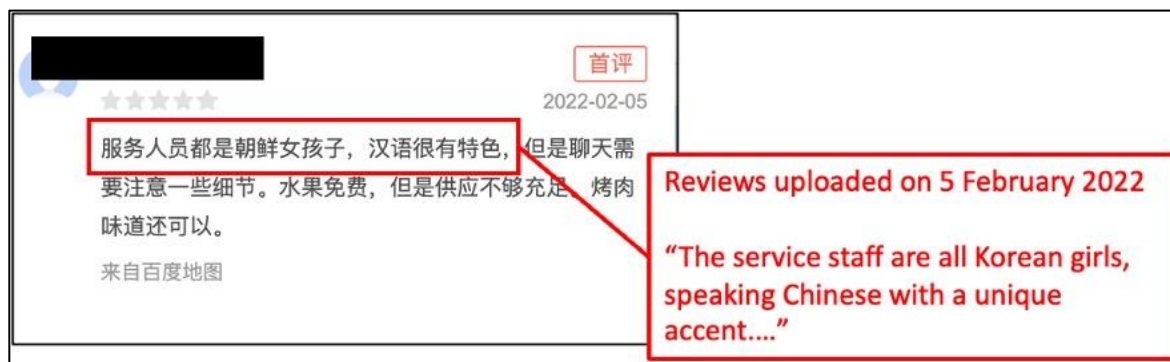 首评
2022-02-05
服务人员都是朝鲜女孩子，汉语很有特色，但是聊天需
要注意一些细节。水果免费，但是供应不够充足。烤肉
味道还可以。
来自百度地图
Reviews uploaded on 5 February 2022
“The service staff are all Korean girls,
speaking Chinese with a unique
accent....”